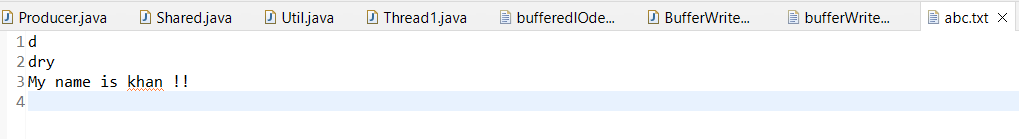 Producer.java Shared.java Util.java Thread1.java bufferedIOde... BufferWrite... bufferWrite... abc.txt
1 d
2 dry
3 My name is khan !!
4